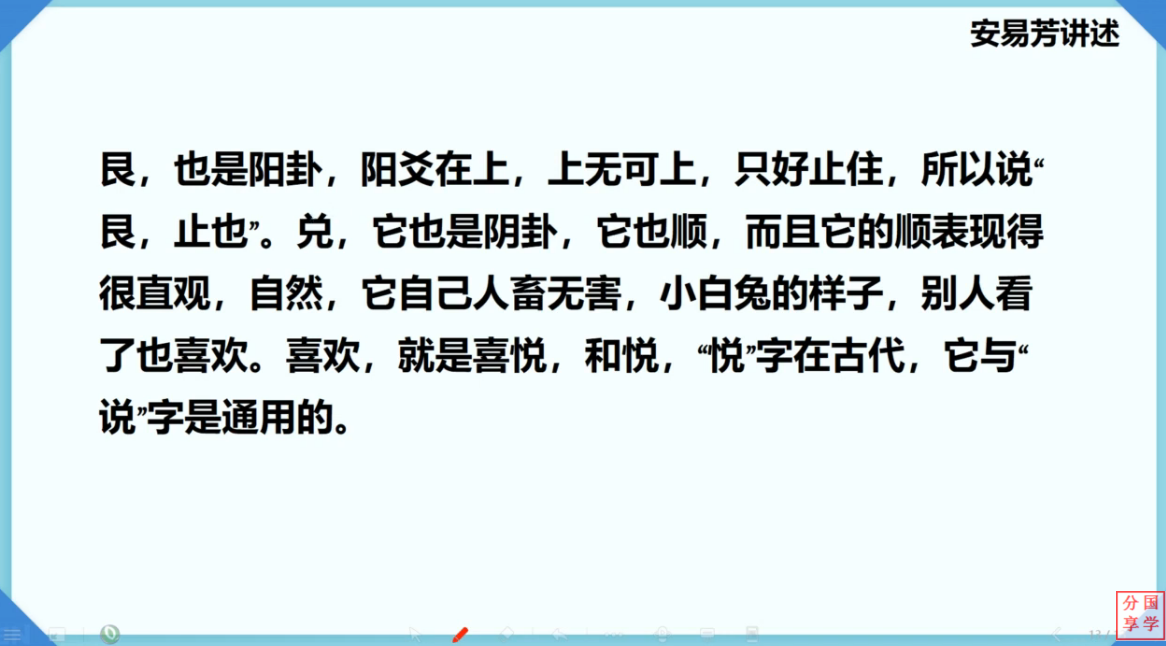 安易芳讲述
艮，也是阳卦，阳爻在上，上无可上，只好止住，所以说“
艮，止也”。兑，它也是阴卦，它也顺，而且它的顺表现得
很直观，自然，它自己人畜无害，小白兔的样子，别人看
了也喜欢。喜欢，就是喜悦，和悦，“悦”字在古代，它与“
说”字是通用的。
分国
享学